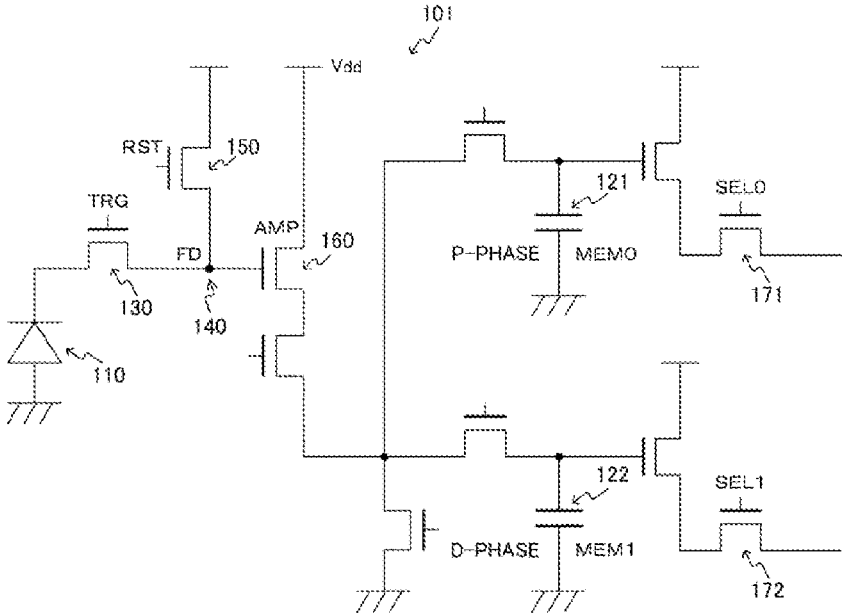 101
Vdd
RST
150
121
TRG
SEL0
AMP
FD
160
P-PHASE
MEM0
130
140
171
110
122
SEL1
D-PHASE
MEM1
172